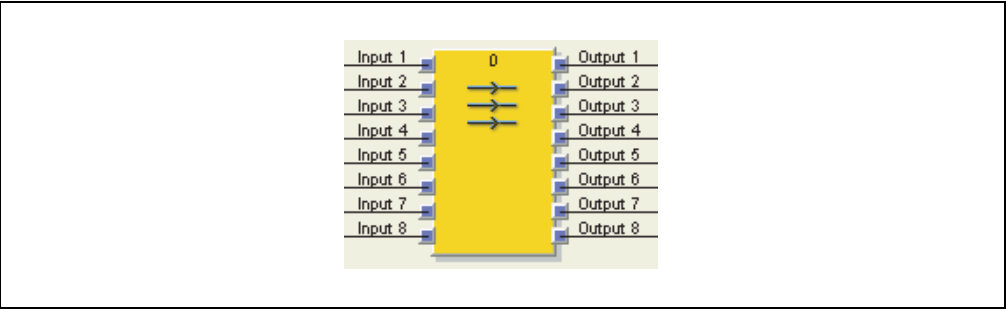 Input 1 0 Output 1
Input 2 Output 2
Input 3 Output 3
Input 4 Output 4
Input 5 Output 5
Input 6 Output 6
Input 7 Output 7
Input 8 Output 8